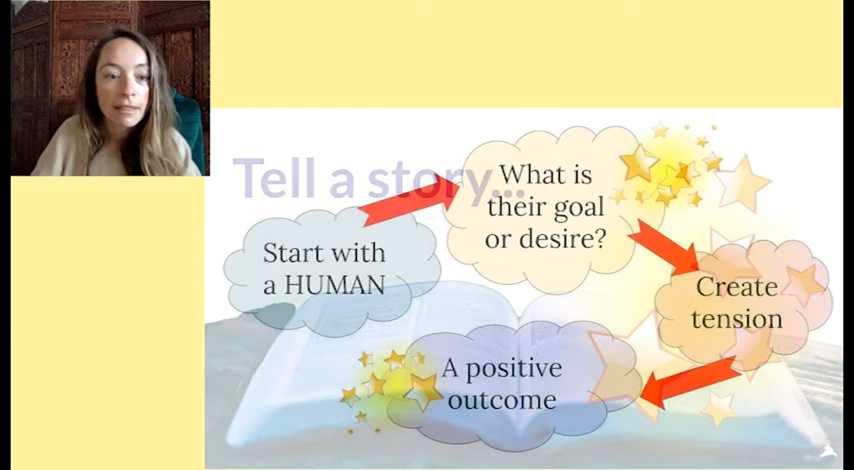 Tell a story...
Start with
a HUMAN
What is
their goal
or desire?
Create
tension
A positive
outcome